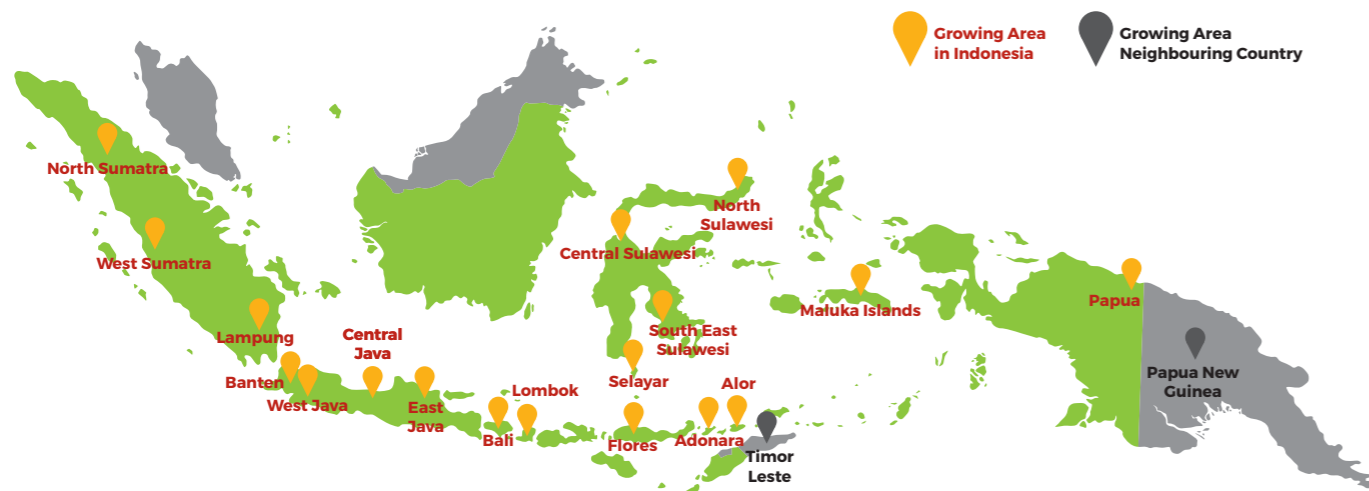 Growing Area
in Indonesia
Growing Area
Neighbouring Country
North Sumatra
West Sumatra
Lampung
Banten
West Java
Central
Java
East
Java
Bali
Lombok
North
Sulawesi
Central Sulawesi
South East
Sulawesi
Selayar
Flores
Adonara
Alor
Timor
Leste
Maluka Islands
Papua
Papua New
Guinea